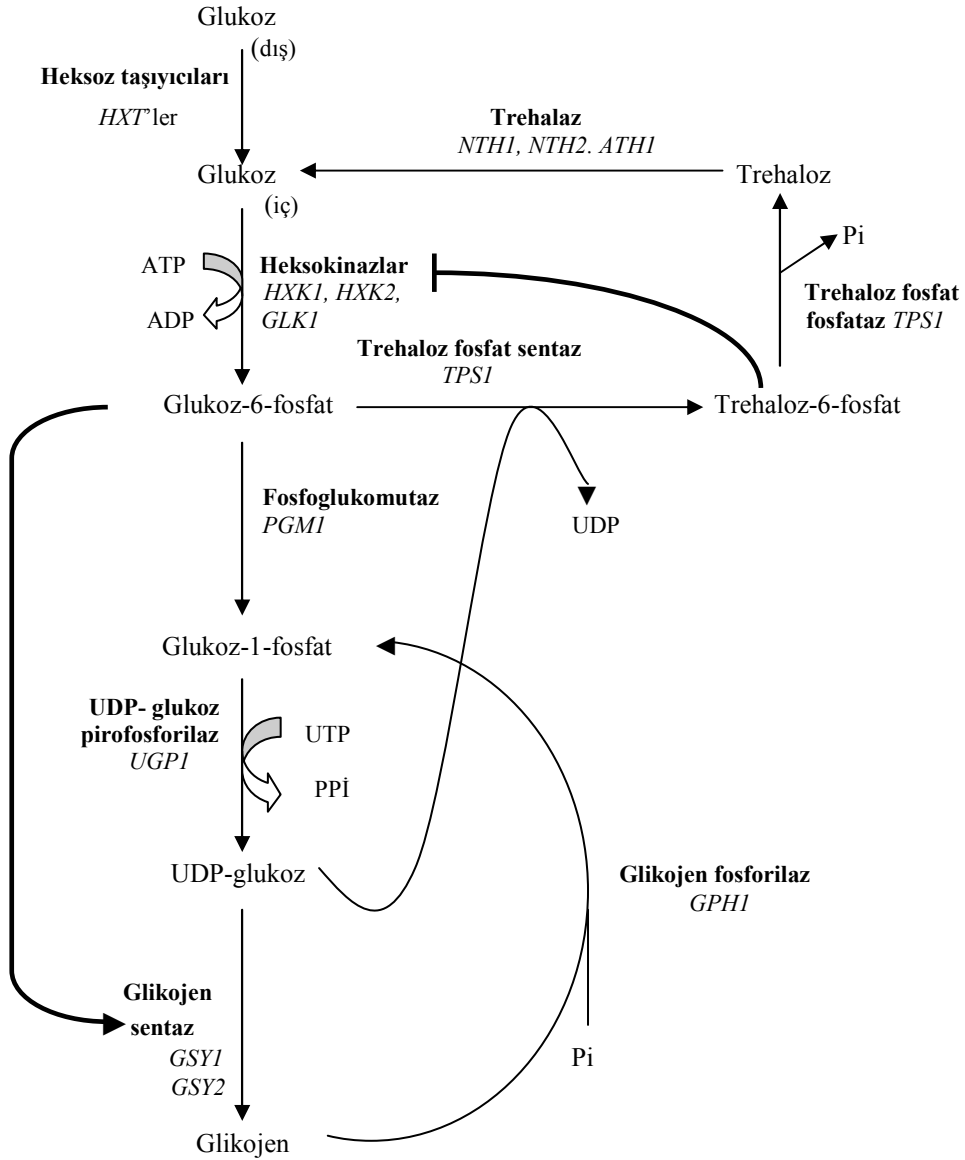 Glukoz
(dış)
Heksoz taşıyıcıları
HXT'ler
Trehalaz
NTH1, NTH2. ATH1
Glukoz
(iç)
Trehaloz
Pi
ATP
ADP
Heksokinazlar
HXK1, HXK2,
GLK1
Trehaloz fosfat
fosfataz TPS1
Trehaloz fosfat sentaz
TPS1
Glukoz-6-fosfat
Trehaloz-6-fosfat
Fosfoglukomutaz
PGM1
UDP
Glukoz-1-fosfat
UDP- glukoz
pirofosforilaz
UGP1
UTP
PPİ
UDP-glukoz
Glikojen fosforilaz
GPH1
Glikojen
sentaz
GSY1
GSY2
Pi
Glikojen